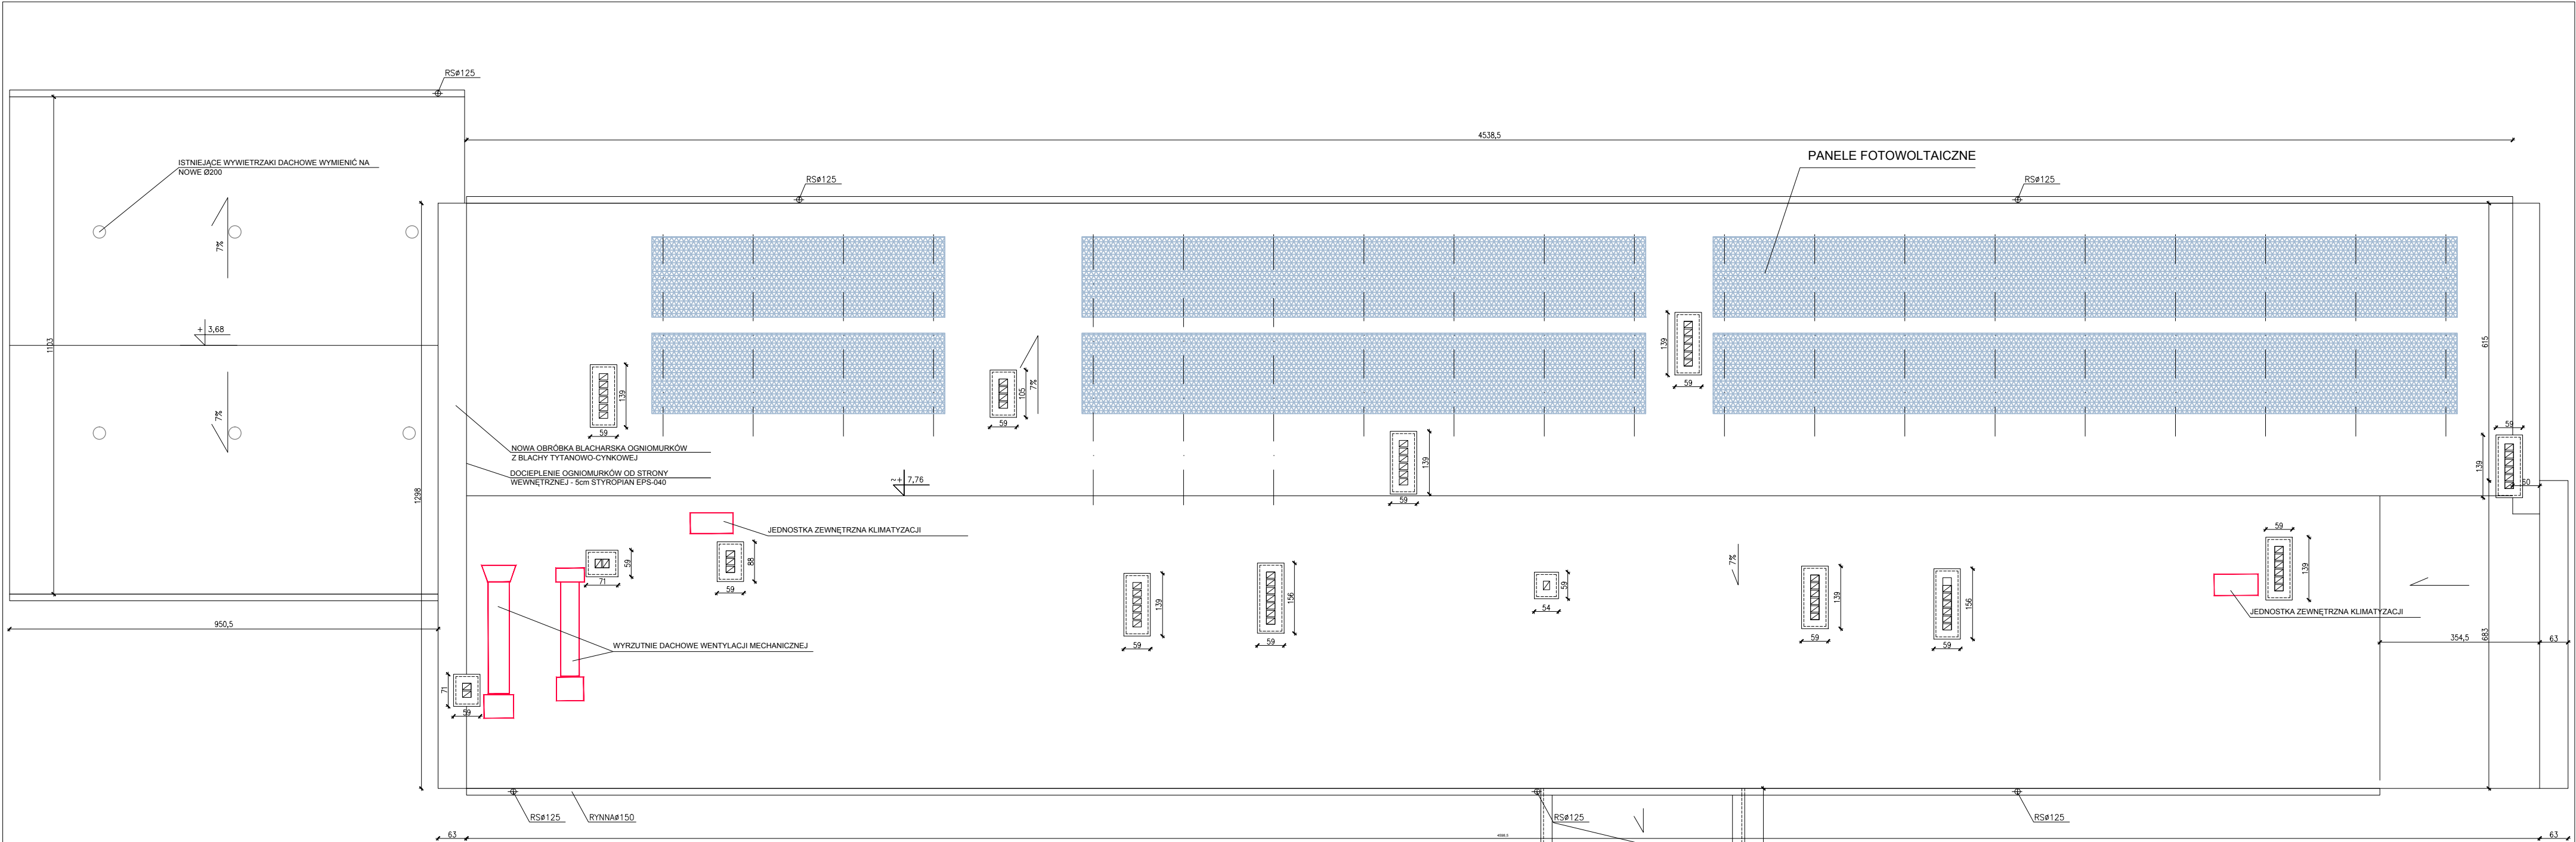 RSø125
4538,5
PANELE FOTOWOLTAICZNE
ISTNIEJĄCE WYWIETRZAKI DACHOWE WYMIENIĆ NA
NOWE Ø200
RSø125
RSø125
7%
+ 3,68
1103
139
615
59
139
59
105
7%
59
7%
59
139
60
139
59
NOWA OBRÓBKA BLACHARSKA OGNIOMURKÓW
Z BLACHY TYTANOWO-CYNKOWEJ
DOCIEPLENIE OGNIOMURKÓW OD STRONY
WEWNĘTRZNEJ - 5cm STYROPIAN EPS-040
1298
~+ 7,76
JEDNOSTKA ZEWNĘTRZNA KLIMATYZACJI
59
71
88
59
139
59
156
59
59
54
7%
139
59
156
59
59
139
JEDNOSTKA ZEWNĘTRZNA KLIMATYZACJI
950,5
WYRZUTNIE DACHOWE WENTYLACJI MECHANICZNEJ
354,5
683
63
71
59
RSø125
RYNNAø150
RSø125
RSø125
63
63